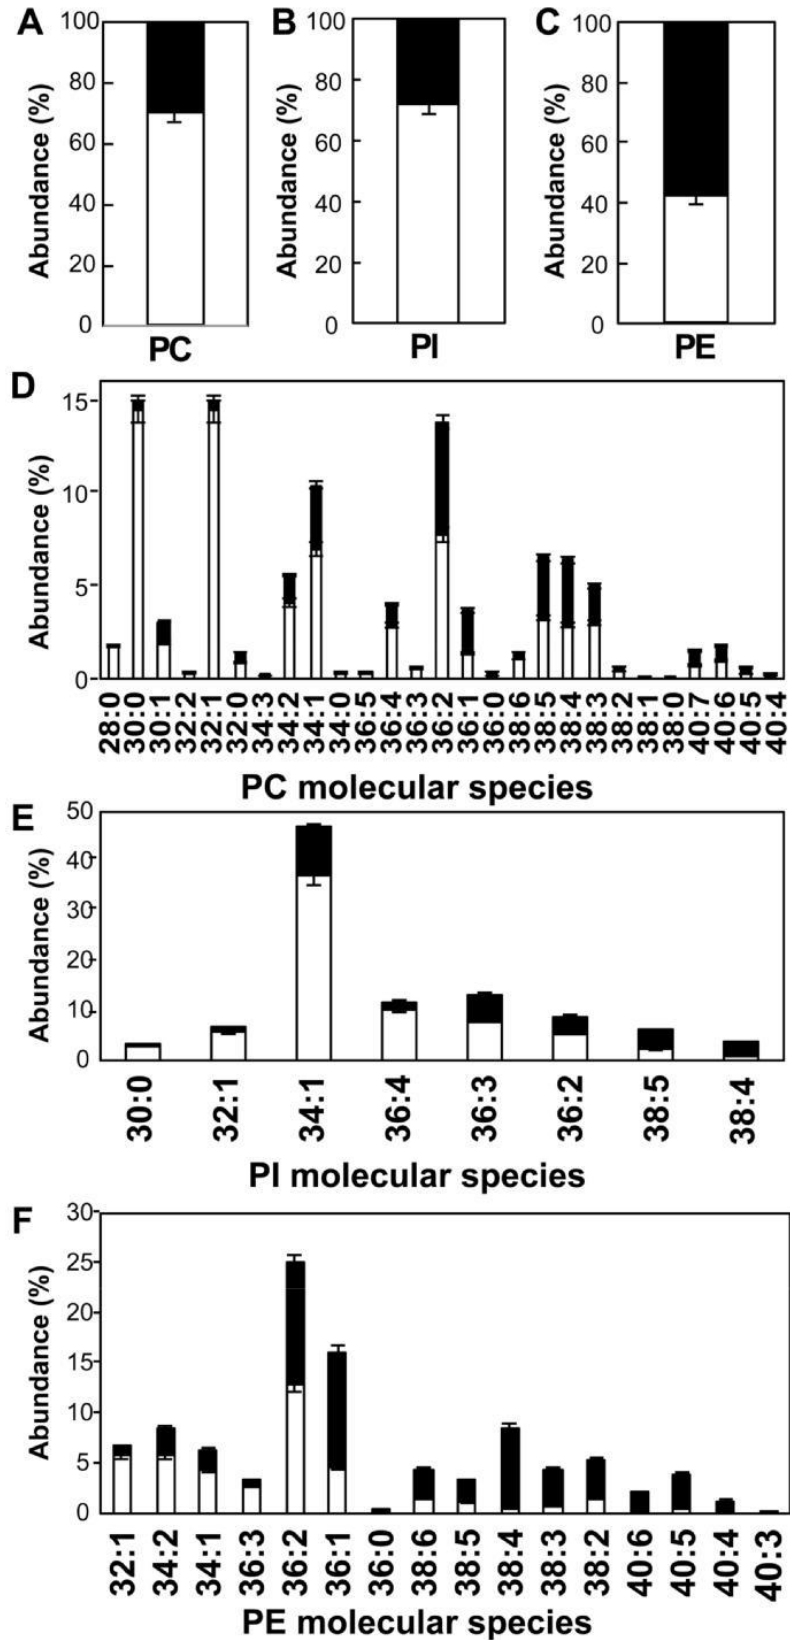 A
B
C
100
80
60
40
20
0
Abundance (%)
PC
100
80
60
40
20
0
Abundance (%)
PI
100
80
60
40
20
0
Abundance (%)
PE
D
15
10
5
0
Abundance (%)
28:0 30:0 30:1 32:2 32:1 32:0 34:3 34:2 34:1 34:0 36:5 36:4 36:3 36:2 36:1 36:0 38:6 38:5 38:4 38:3 38:2 38:1 38:0 40:7 40:6 40:5 40:4
PC molecular species
E
50
40
30
20
10
0
Abundance (%)
30:0 32:1 34:1 36:4 36:3 36:2 38:5 38:4
PI molecular species
F
30
25
20
15
10
5
0
Abundance (%)
32:1 34:2 34:1 36:3 36:2 36:1 36:0 38:6 38:5 38:4 38:3 38:2 40:6 40:5 40:4 40:3
PE molecular species